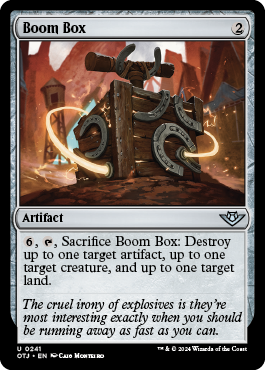 Boom Box 2
Artifact
6, T, Sacrifice Boom Box: Destroy
up to one target artifact, up to one
target creature, and up to one target
land.
The cruel irony of explosives is they're
most interesting exactly when you should
be running away as fast as you can.
U 0241
OTJ • EN Caio Monteiro
™ & © 2024 Wizards of the Coast